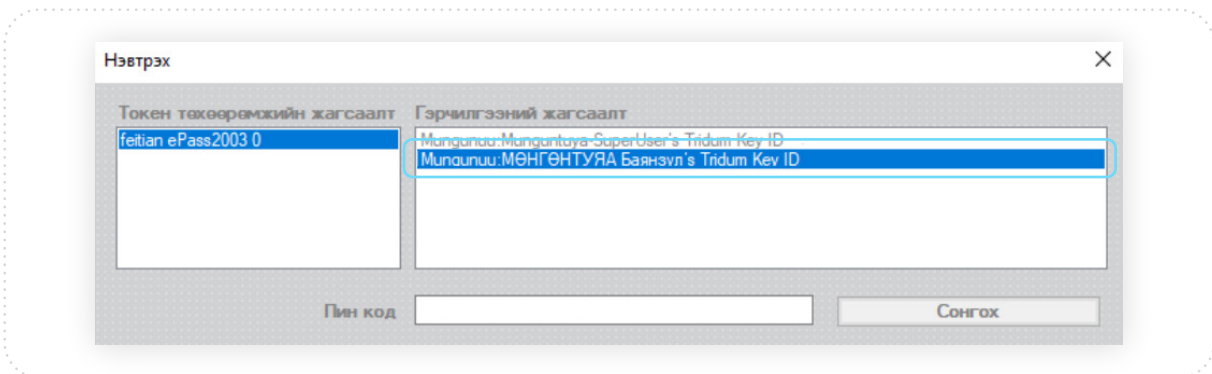 Нэвтрэх
Токен төхөөрөмжийн жагсаалт
Гэрчилгээний жагсаалт
feitian ePass2003 0
Mungunuu:Munguntuya-SuperUser's Tridum Key ID
Mungunuu:МӨНГӨНТУЯА Баянзул's Tridum Key ID
Пин код
Сонгох